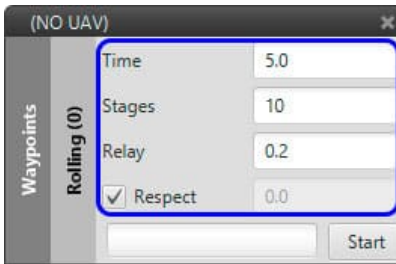 (NO UAV)
Waypoints
Rolling (0)
Time 5.0
Stages 10
Relay 0.2
Respect 0.0
Start